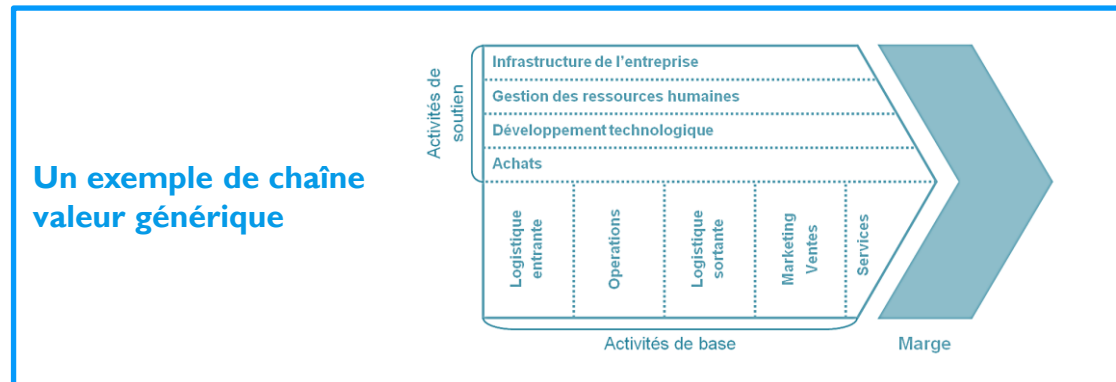 Un exemple de chaîne
valeur générique
Activités de
soutien
Infrastructure de l'entreprise
Gestion des ressources humaines
Développement technologique
Achats
Logistique
entrante
Operations
Logistique
sortante
Marketing
Ventes
Services
Activités de base
Marge